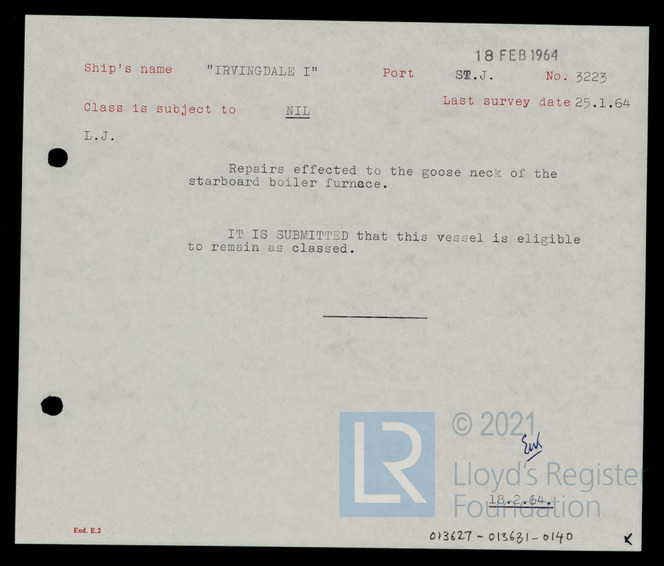 18 FEB 1964
Ship's name "IRVINGDALE I" Port ST.J. No. 3223
Class is subject to NIL Last survey date 25.1.64
L.J.
Repairs effected to the goose neck of the
starboard boiler furnace.
IT IS SUBMITTED that this vessel is eligible
to remain as classed.
© 2021
LR
Lloyd's Register
Foundation
18.2.64.
End. E.2
013627-013631-0140